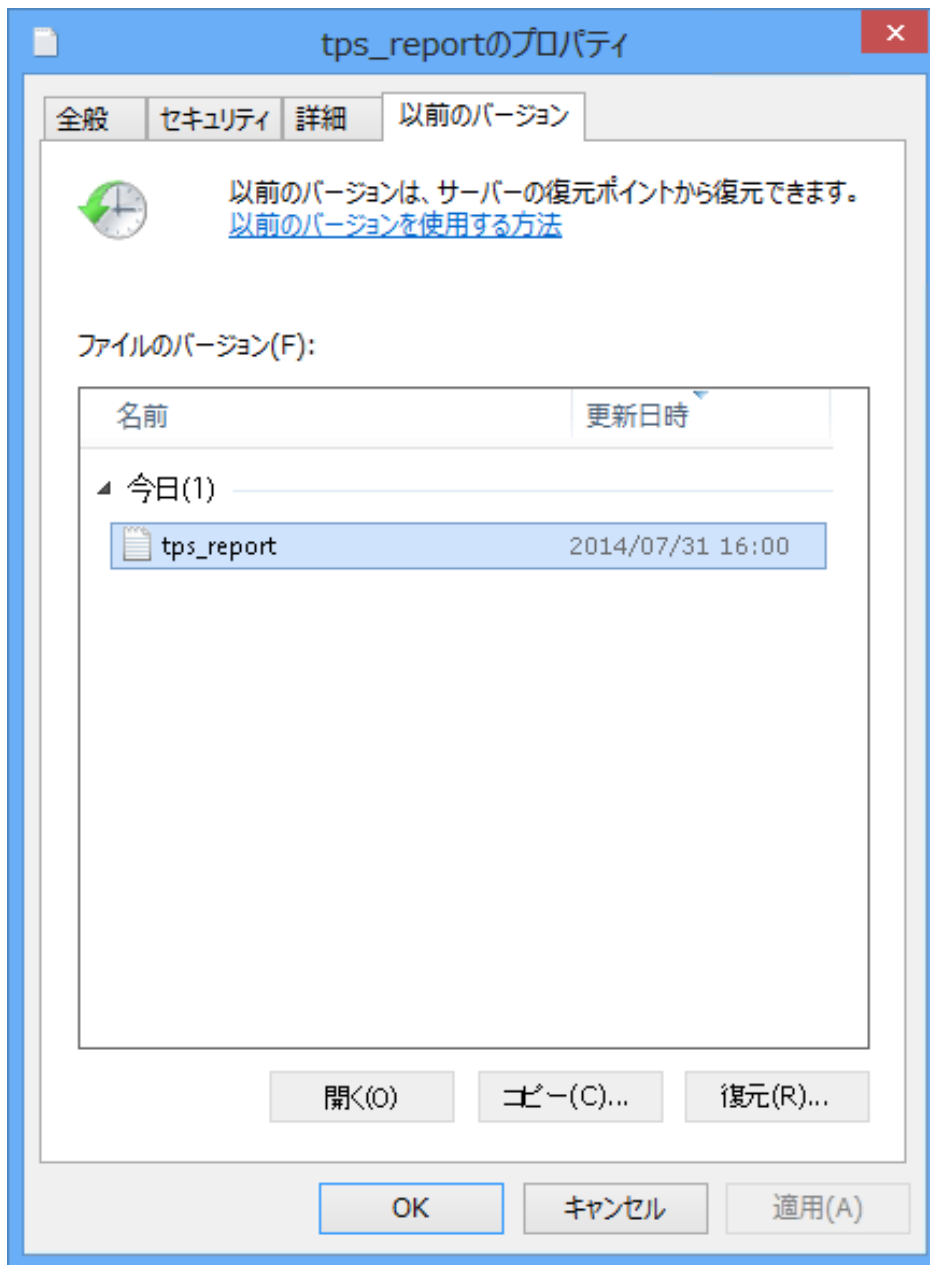 tps_reportのプロパティ
全般 セキュリティ 詳細 以前のバージョン
以前のバージョンは、サーバーの復元ポイントから復元できます。
以前のバージョンを使用する方法
ファイルのバージョン(F):
名前 更新日時
今日(1)
tps_report 2014/07/31 16:00
開く(O) コピー(C)... 復元(R)...
OK キャンセル 適用(A)